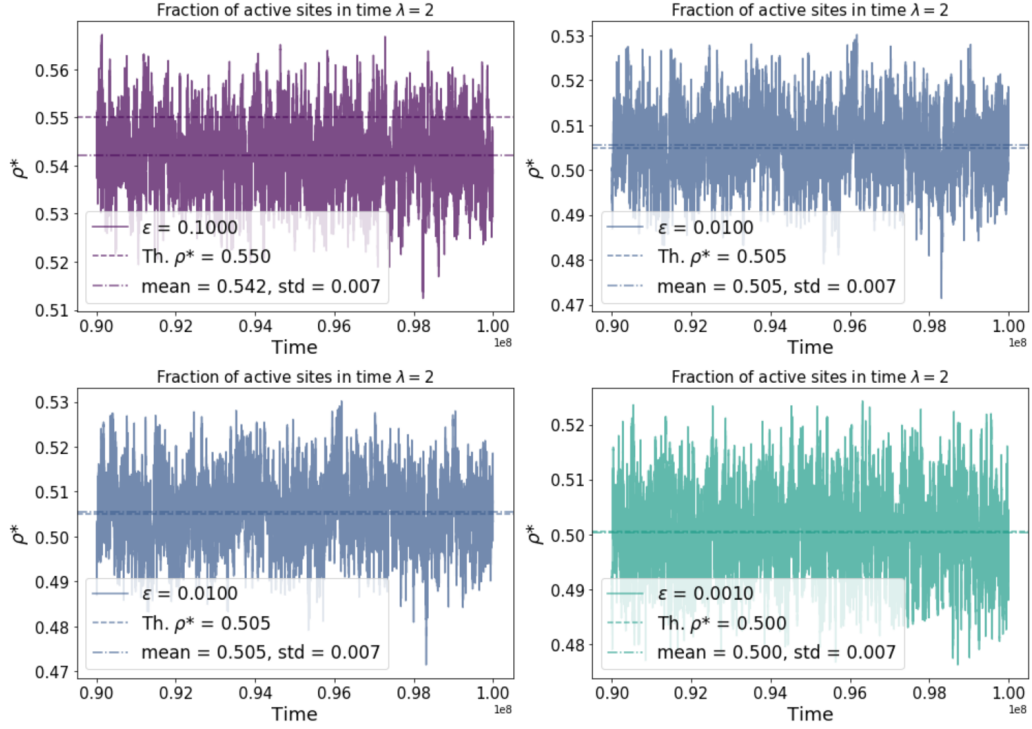 Fraction of active sites in time λ = 2
0.56
0.55
0.54
0.53
0.52
0.51
ρ*
ε = 0.1000
Th. ρ* = 0.550
mean = 0.542, std = 0.007
0.90 0.92 0.94 0.96 0.98 1.00
1e8
Time
Fraction of active sites in time λ = 2
0.53
0.52
0.51
0.50
0.49
0.48
0.47
ρ*
ε = 0.0100
Th. ρ* = 0.505
mean = 0.505, std = 0.007
0.90 0.92 0.94 0.96 0.98 1.00
1e8
Time
Fraction of active sites in time λ = 2
0.53
0.52
0.51
0.50
0.49
0.48
0.47
ρ*
ε = 0.0100
Th. ρ* = 0.505
mean = 0.505, std = 0.007
0.90 0.92 0.94 0.96 0.98 1.00
1e8
Time
Fraction of active sites in time λ = 2
0.52
0.51
0.50
0.49
0.48
ρ*
ε = 0.0010
Th. ρ* = 0.500
mean = 0.500, std = 0.007
0.90 0.92 0.94 0.96 0.98 1.00
1e8
Time